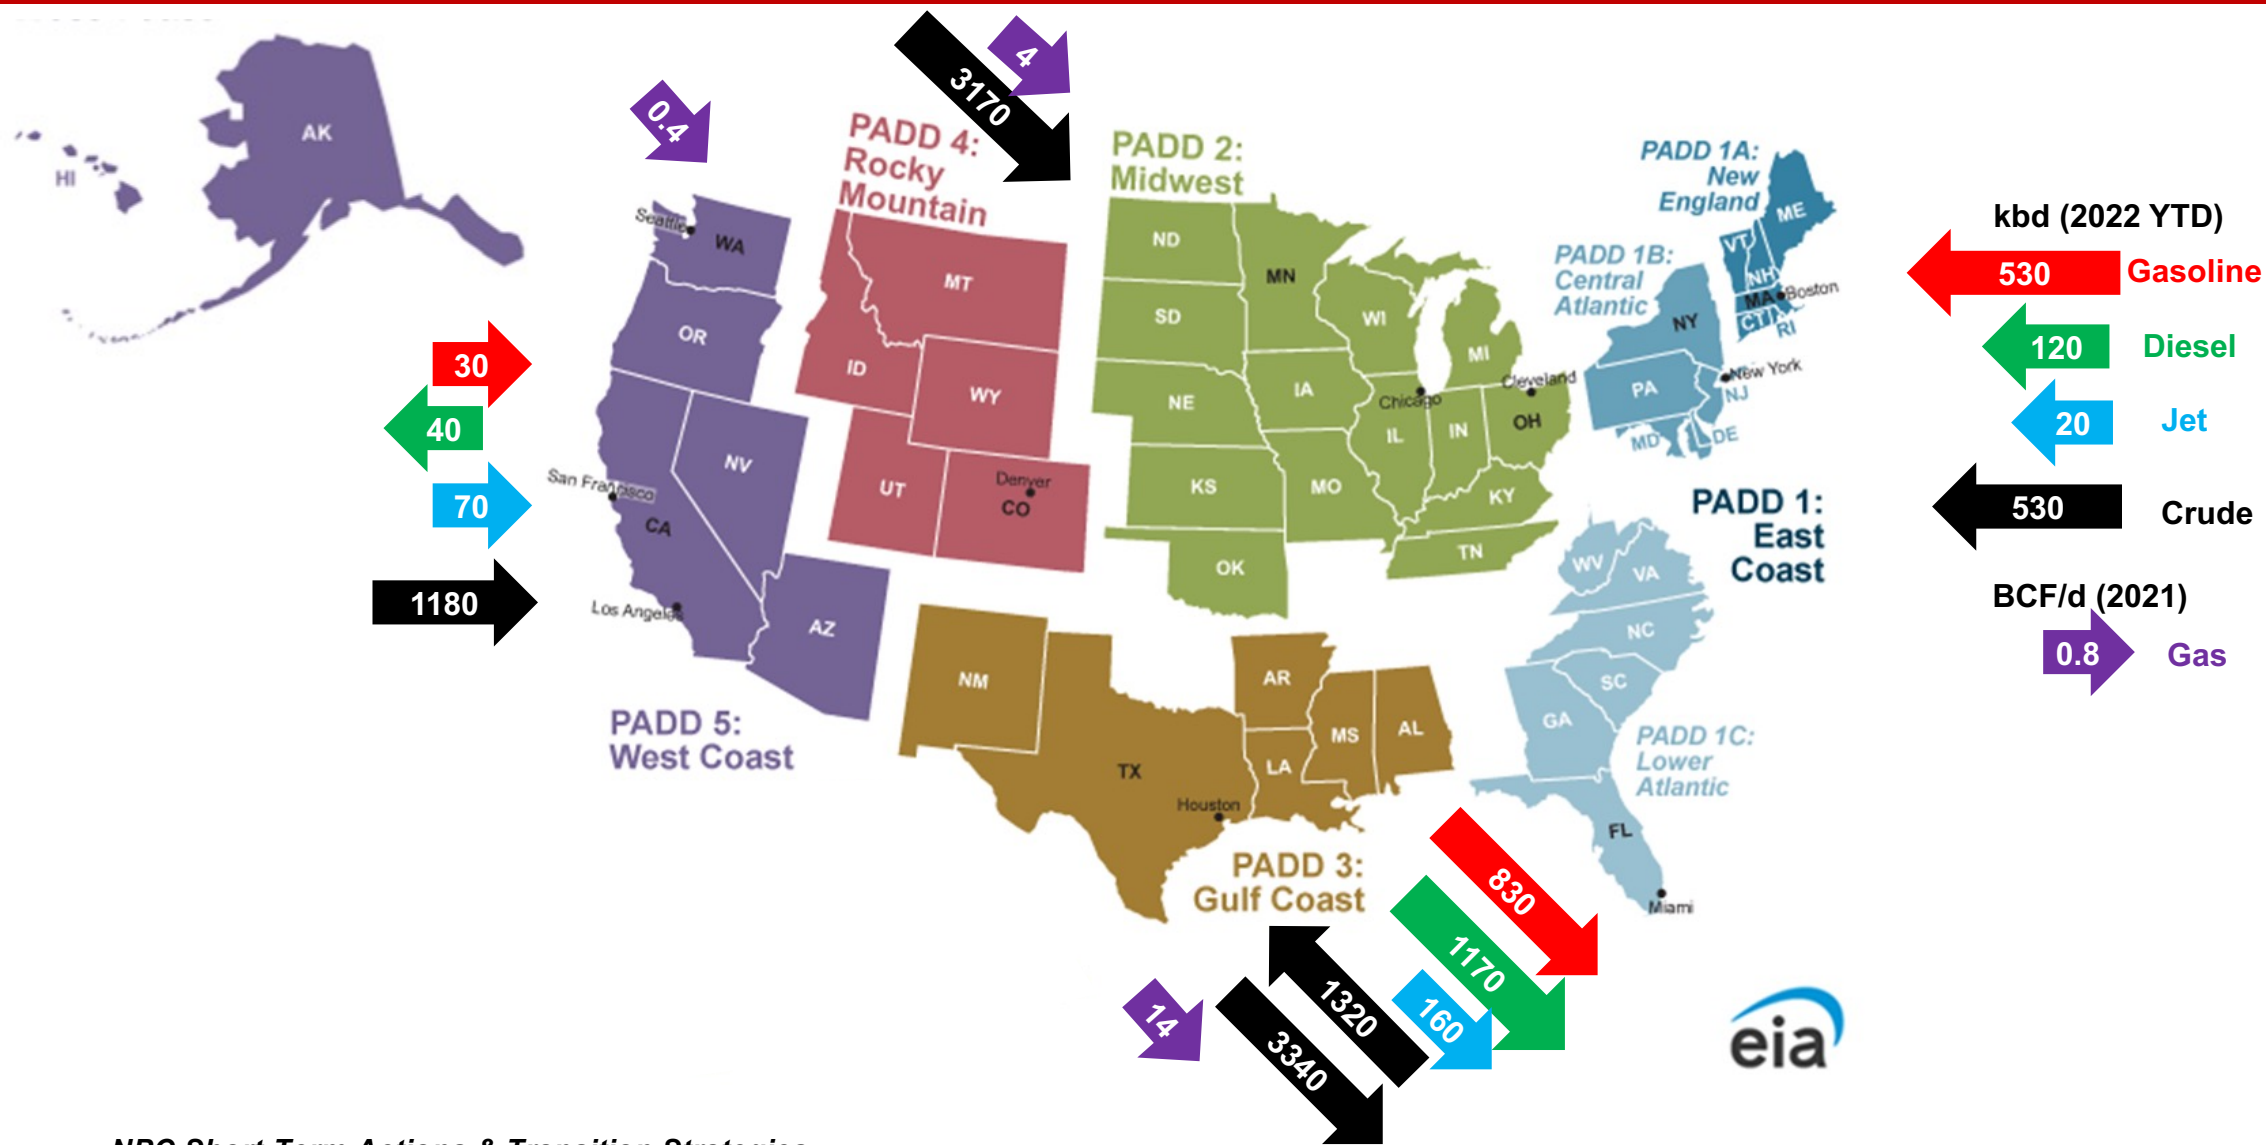 4
3170
0.4
AK
HI
PADD 4:
Rocky
Mountain
PADD 2:
Midwest
PADD 1A:
New
England
ME
VT
NH
MA
Boston
CT
RI
kbd (2022 YTD)
530
Gasoline
120
Diesel
20
Jet
530
Crude
BCF/d (2021)
0.8
Gas
PADD 1B:
Central
Atlantic
NY
New York
PA
NJ
MD
DE
Seattle
WA
OR
MT
ID
WY
ND
MN
SD
WI
MI
NE
IA
Chicago
Cleveland
IL
IN
OH
30
40
70
1180
NV
San Francisco
CA
Los Angeles
AZ
UT
Denver
CO
KS
MO
KY
OK
TN
PADD 1:
East
Coast
WV
VA
NC
SC
GA
FL
Miami
PADD 1C:
Lower
Atlantic
PADD 5:
West Coast
NM
TX
AR
LA
MS
AL
Houston
PADD 3:
Gulf Coast
830
1170
160
1320
3340
14
eia
NPC Short Term Actions & Transition Strategies